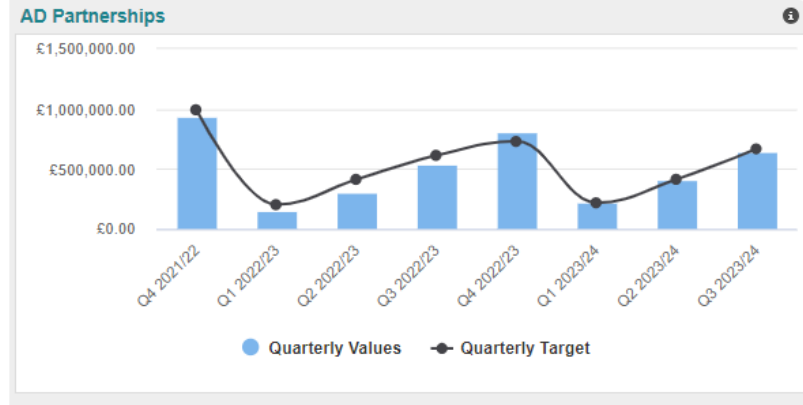 AD Partnerships
£1,500,000.00
£1,000,000.00
£500,000.00
£0.00
Q4 2021/22
Q1 2022/23
Q2 2022/23
Q3 2022/23
Q4 2022/23
Q1 2023/24
Q2 2023/24
Q3 2023/24
Quarterly Values Quarterly Target